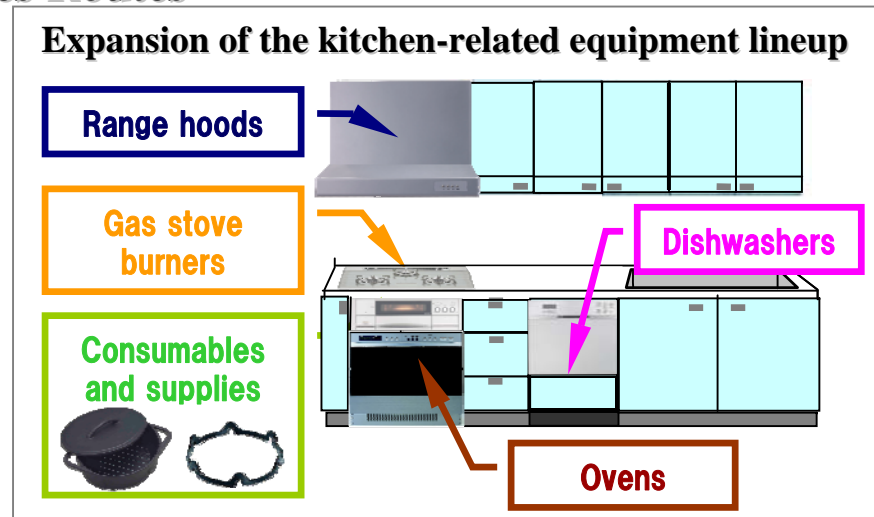 Expansion of the kitchen-related equipment lineup
Range hoods
Gas stove
burners
Dishwashers
Consumables
and supplies
Ovens